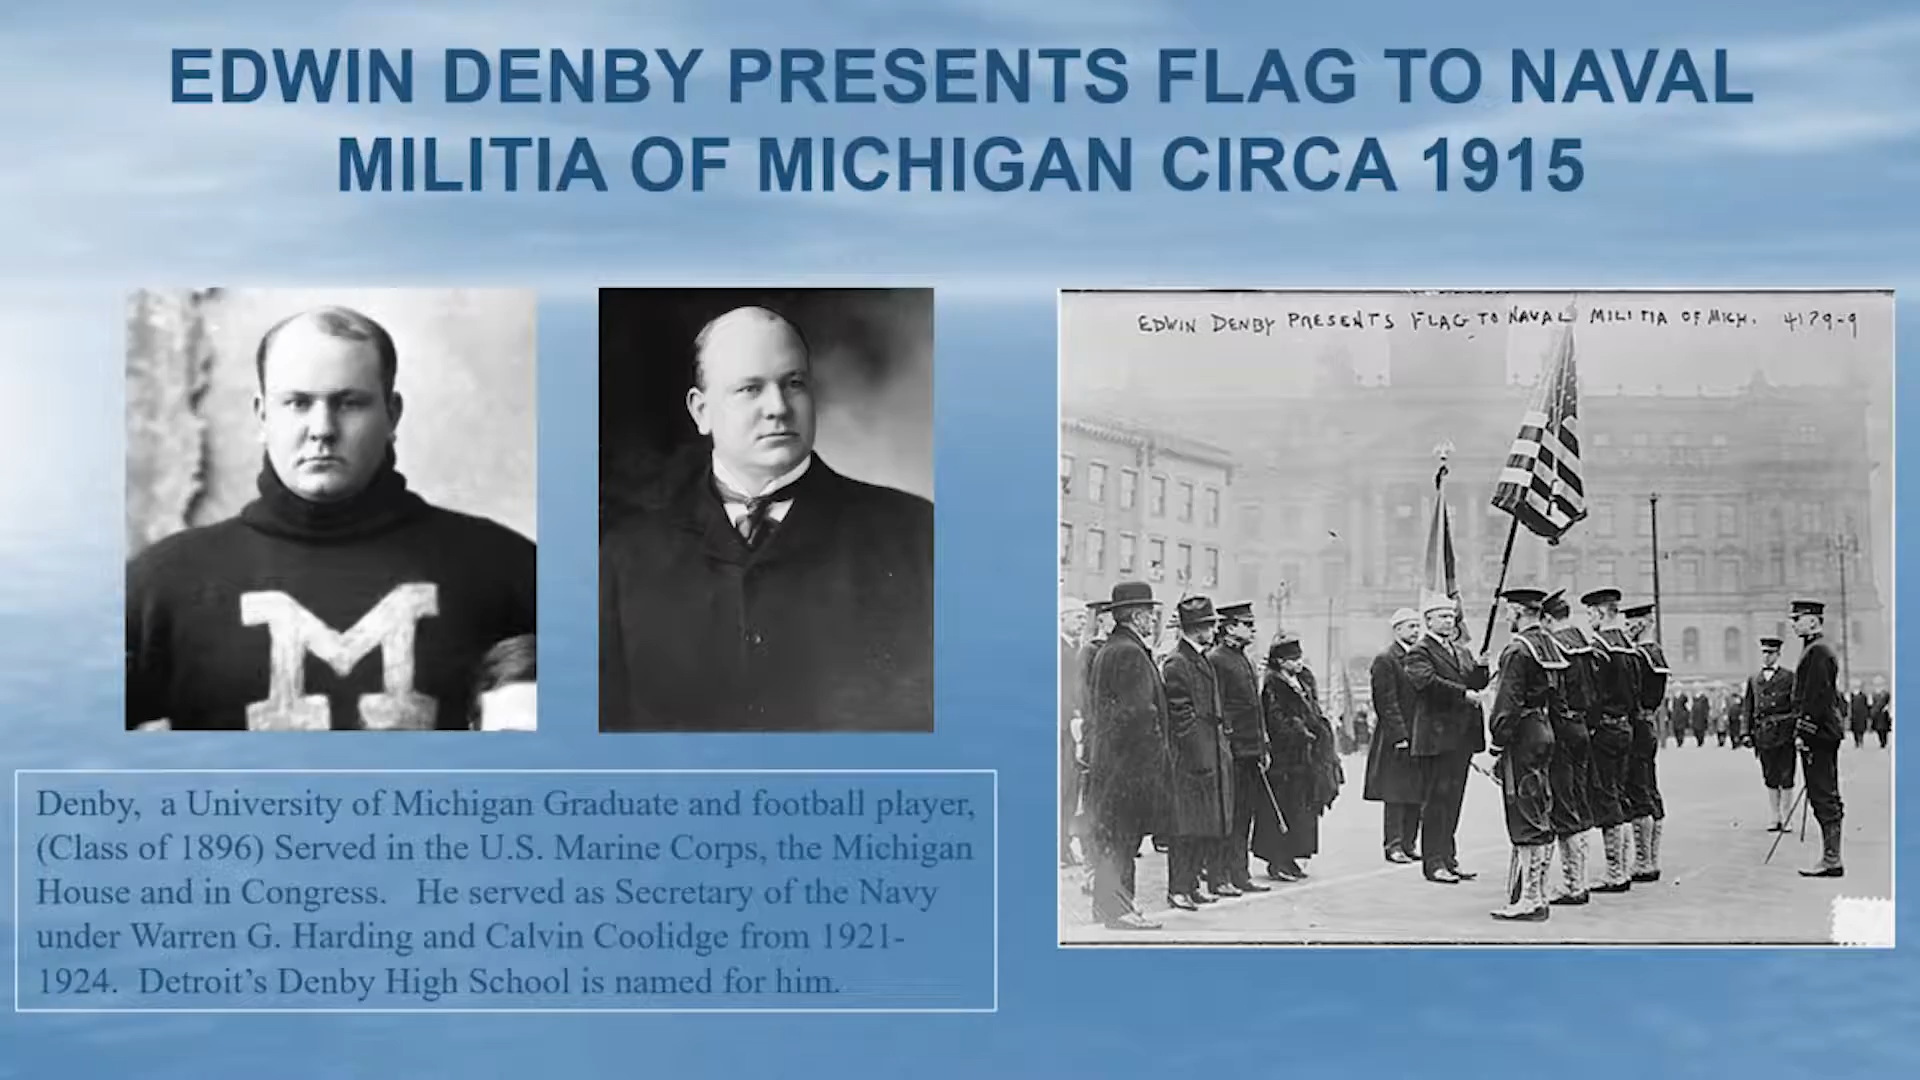 EDWIN DENBY PRESENTS FLAG TO NAVAL
MILITIA OF MICHIGAN CIRCA 1915
EDWIN DENBY PRESENTS FLAG TO NAVAL MILITIA OF MICH. 4179-9
M
Denby, a University of Michigan Graduate and football player,
(Class of 1896) Served in the U.S. Marine Corps, the Michigan
House and in Congress. He served as Secretary of the Navy
under Warren G. Harding and Calvin Coolidge from 1921-
1924. Detroit's Denby High School is named for him.